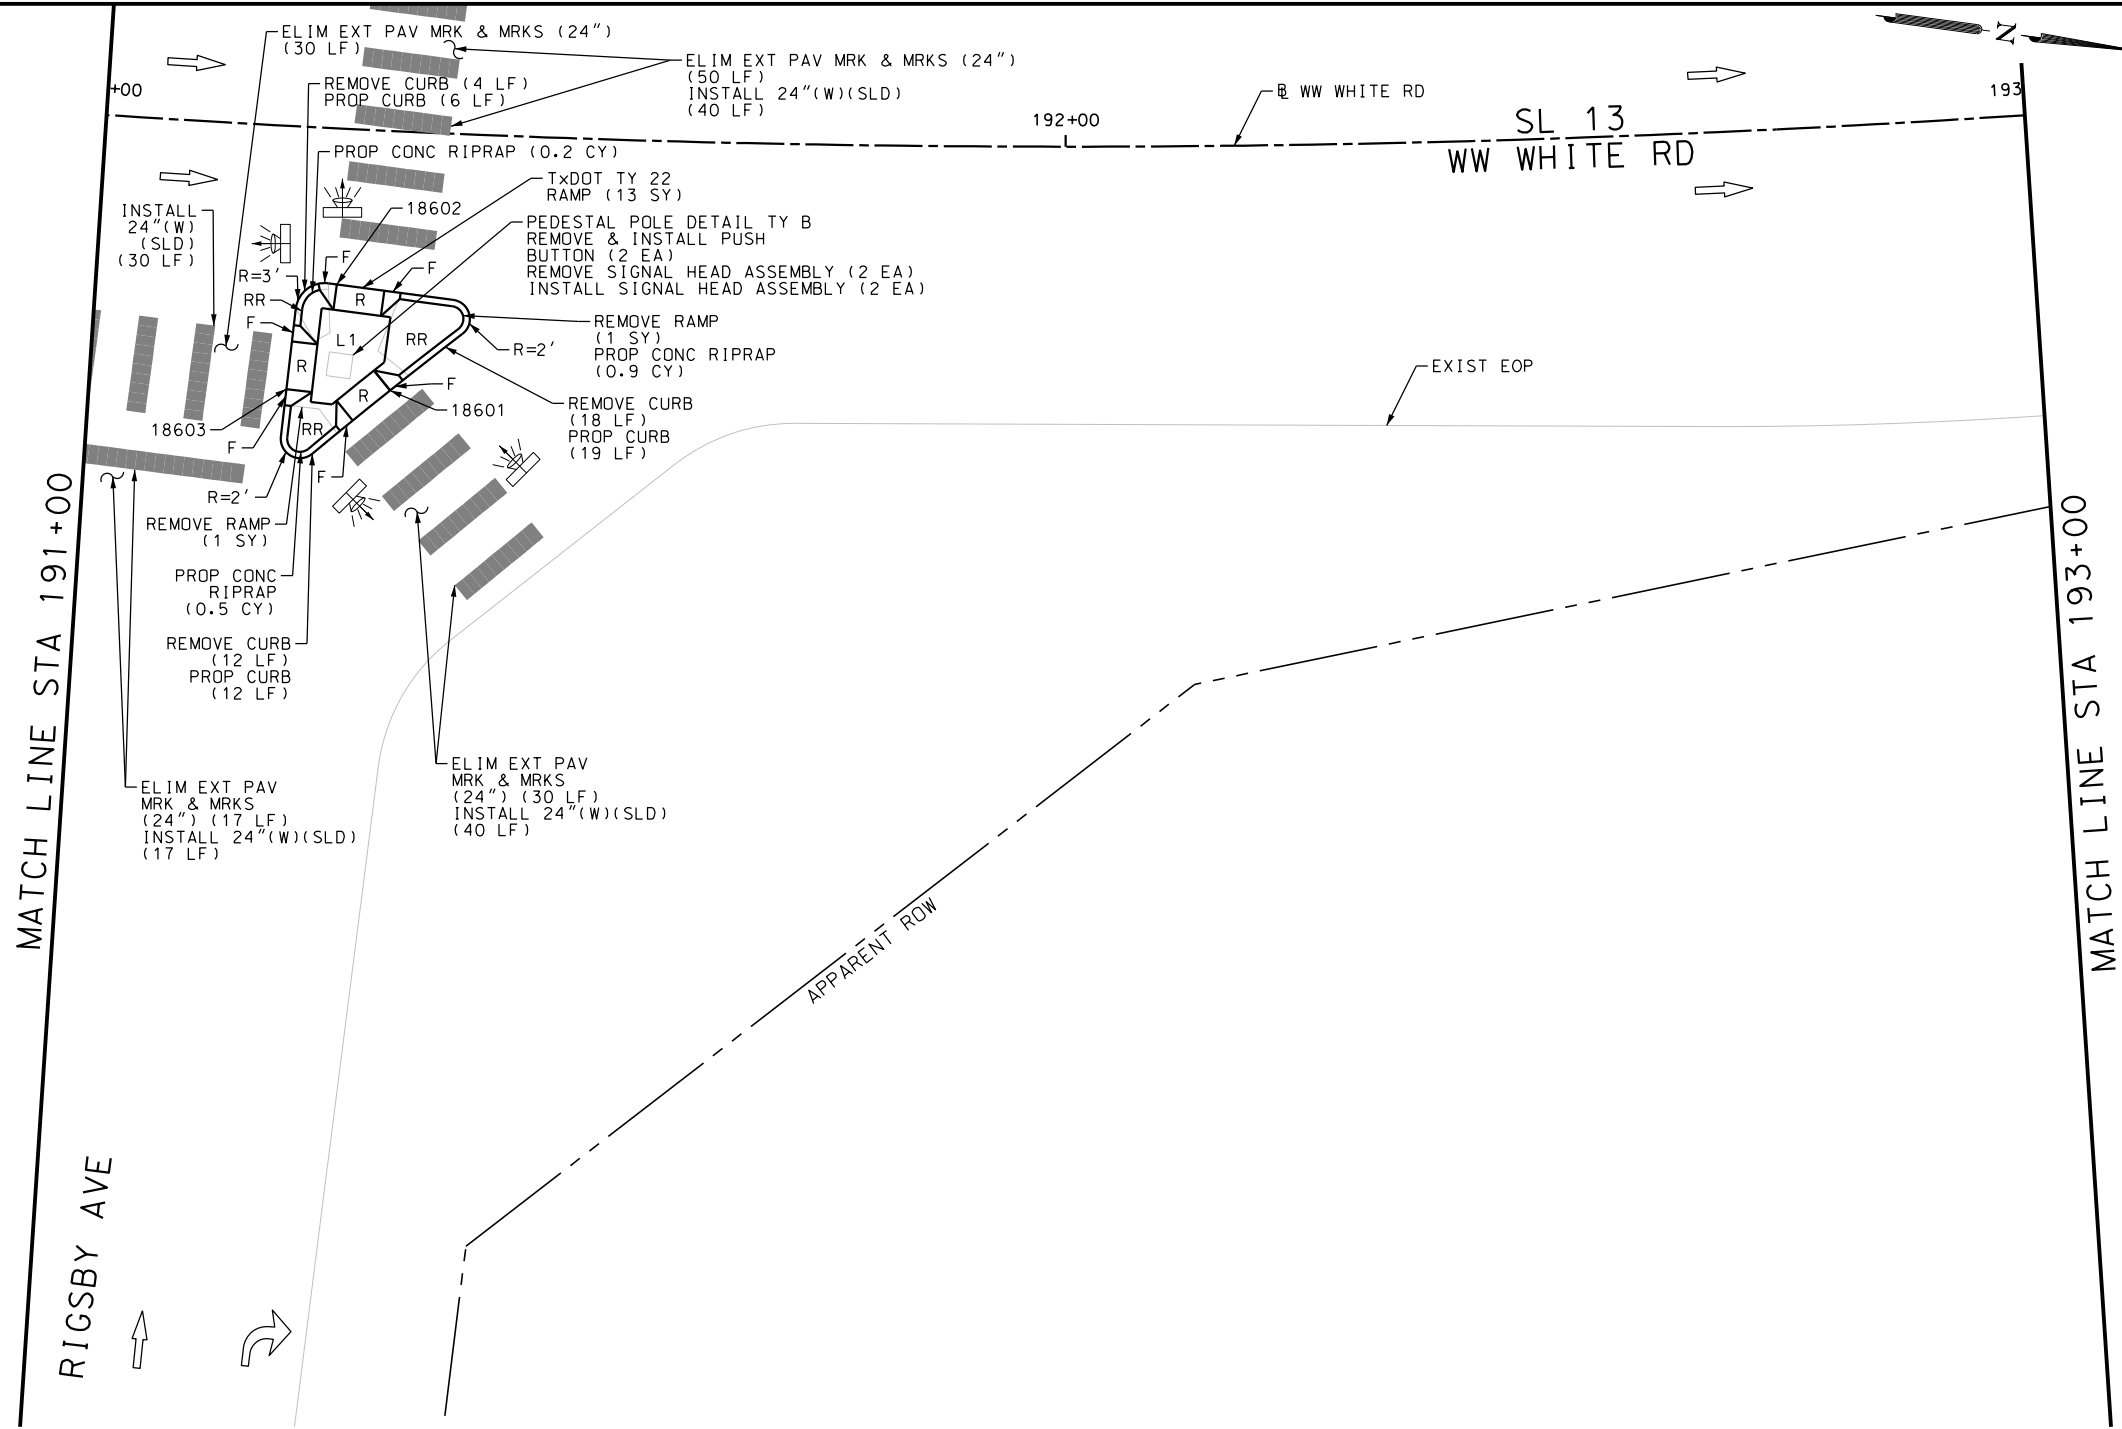 ELIM EXT PAV MRK & MRKS (24")
(30 LF)
ELIM EXT PAV MRK & MRKS (24")
(50 LF)
INSTALL 24"(W)(SLD)
(40 LF)
REMOVE CURB (4 LF)
PROP CURB (6 LF)
+00
BL WW WHITE RD
192+00
SL 13
WW WHITE RD
193
N
PROP CONC RIPRAP (0.2 CY)
TxDOT TY 22
RAMP (13 SY)
18602
INSTALL
24"(W)
(SLD)
(30 LF)
PEDESTAL POLE DETAIL TY B
REMOVE & INSTALL PUSH
BUTTON (2 EA)
REMOVE SIGNAL HEAD ASSEMBLY (2 EA)
INSTALL SIGNAL HEAD ASSEMBLY (2 EA)
F
F
R=3'
RR
R
F
L1
RR
REMOVE RAMP
(1 SY)
PROP CONC RIPRAP
(0.9 CY)
R=2'
R
F
R
REMOVE CURB
(18 LF)
PROP CURB
(19 LF)
18601
18603
RR
F
F
R=2'
REMOVE RAMP
(1 SY)
PROP CONC
RIPRAP
(0.5 CY)
REMOVE CURB
(12 LF)
PROP CURB
(12 LF)
EXIST EOP
ELIM EXT PAV
MRK & MRKS
(24") (17 LF)
INSTALL 24"(W)(SLD)
(17 LF)
ELIM EXT PAV
MRK & MRKS
(24") (30 LF)
INSTALL 24"(W)(SLD)
(40 LF)
APPARENT ROW
MATCH LINE STA 191+00
MATCH LINE STA 193+00
RIGSBY AVE